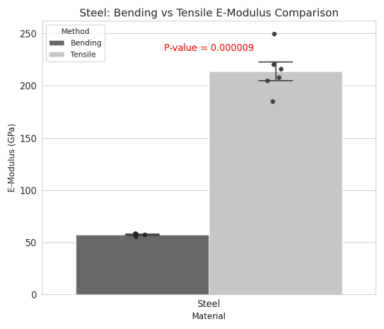 Steel: Bending vs Tensile E-Modulus Comparison
Method
Bending
Tensile
P-value = 0.000009
E-Modulus (GPa)
250
200
150
100
50
0
Steel
Material